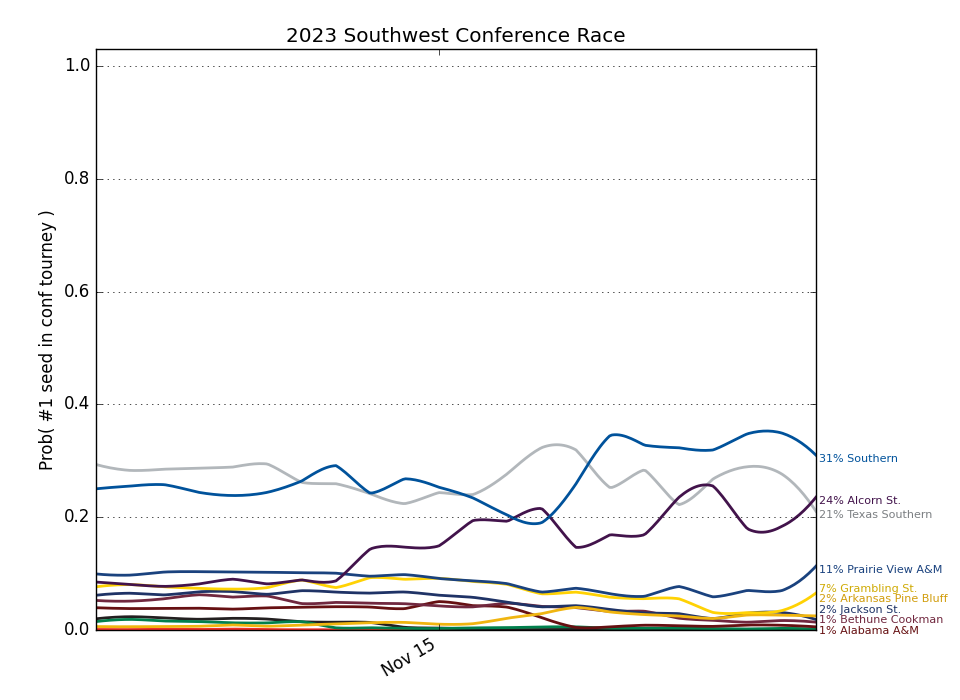 2023 Southwest Conference Race
Prob( #1 seed in conf tourney )
1.0
0.8
0.6
0.4
0.2
0.0
Nov 15
31% Southern
24% Alcorn St.
21% Texas Southern
11% Prairie View A&M
7% Grambling St.
2% Arkansas Pine Bluff
2% Jackson St.
1% Bethune Cookman
1% Alabama A&M